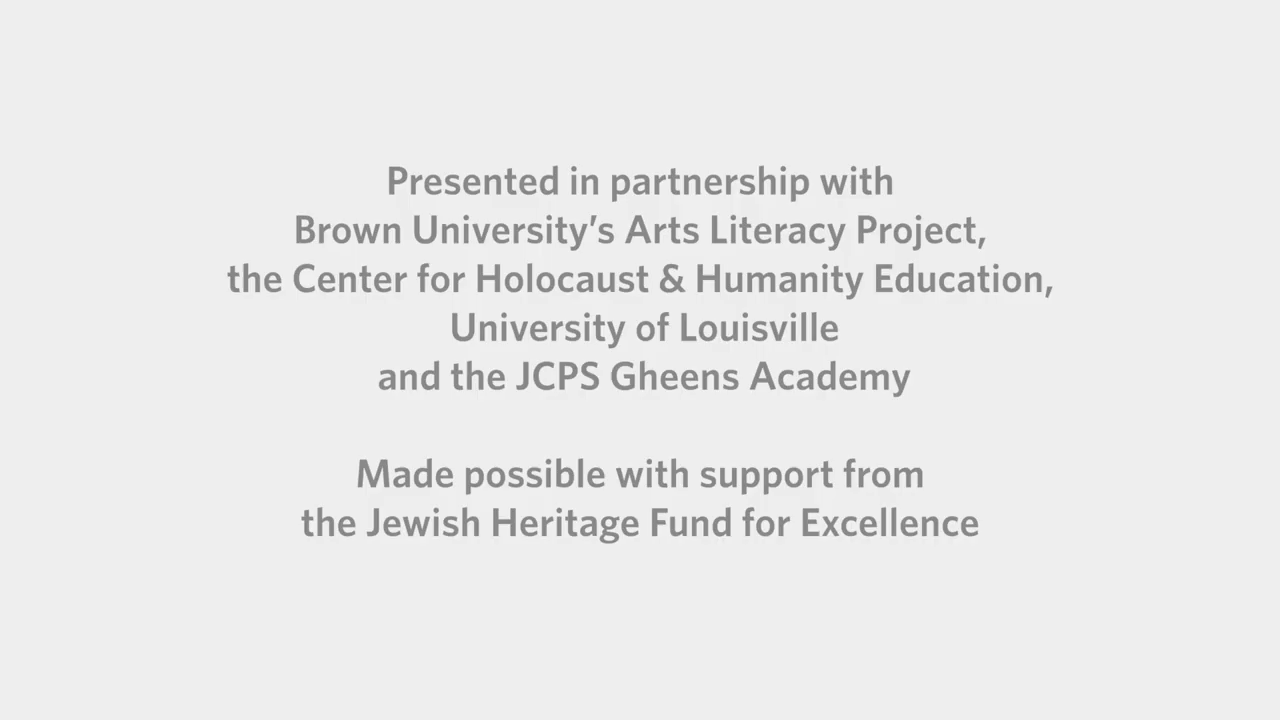 Presented in partnership with
Brown University’s Arts Literacy Project,
the Center for Holocaust & Humanity Education,
University of Louisville
and the JCPS Gheens Academy
Made possible with support from
the Jewish Heritage Fund for Excellence